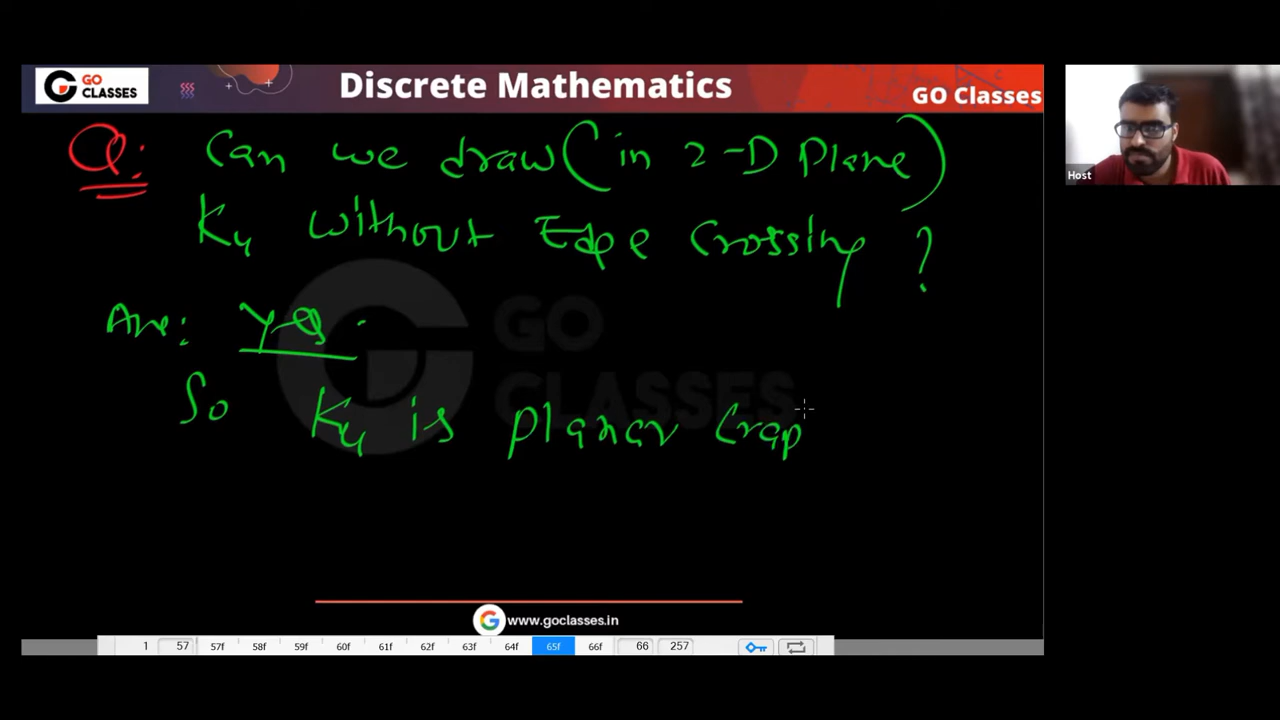 GO CLASSES
Discrete Mathematics
GO Classes
Q: Can we draw (in 2-D Plane)
K4 without Edge Crossing ?
Ans: Yes.
So K4 is planar Grap
GO CLASSES
Host
www.goclasses.in
1 57 57f 58f 59f 60f 61f 62f 63f 64f 65f 66f 66 257